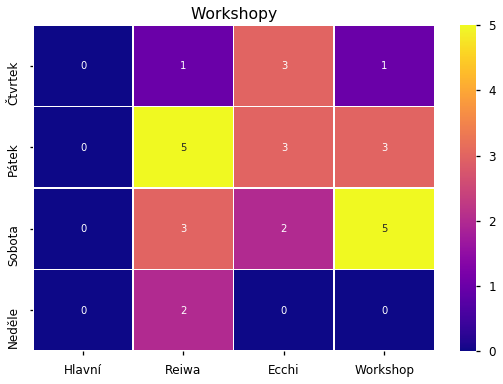 Workshopy
Čtvrtek 0 1 3 1
Pátek 0 5 3 3
Sobota 0 3 2 5
Neděle 0 2 0 0
Hlavní Reiwa Ecchi Workshop
5
4
3
2
1
0